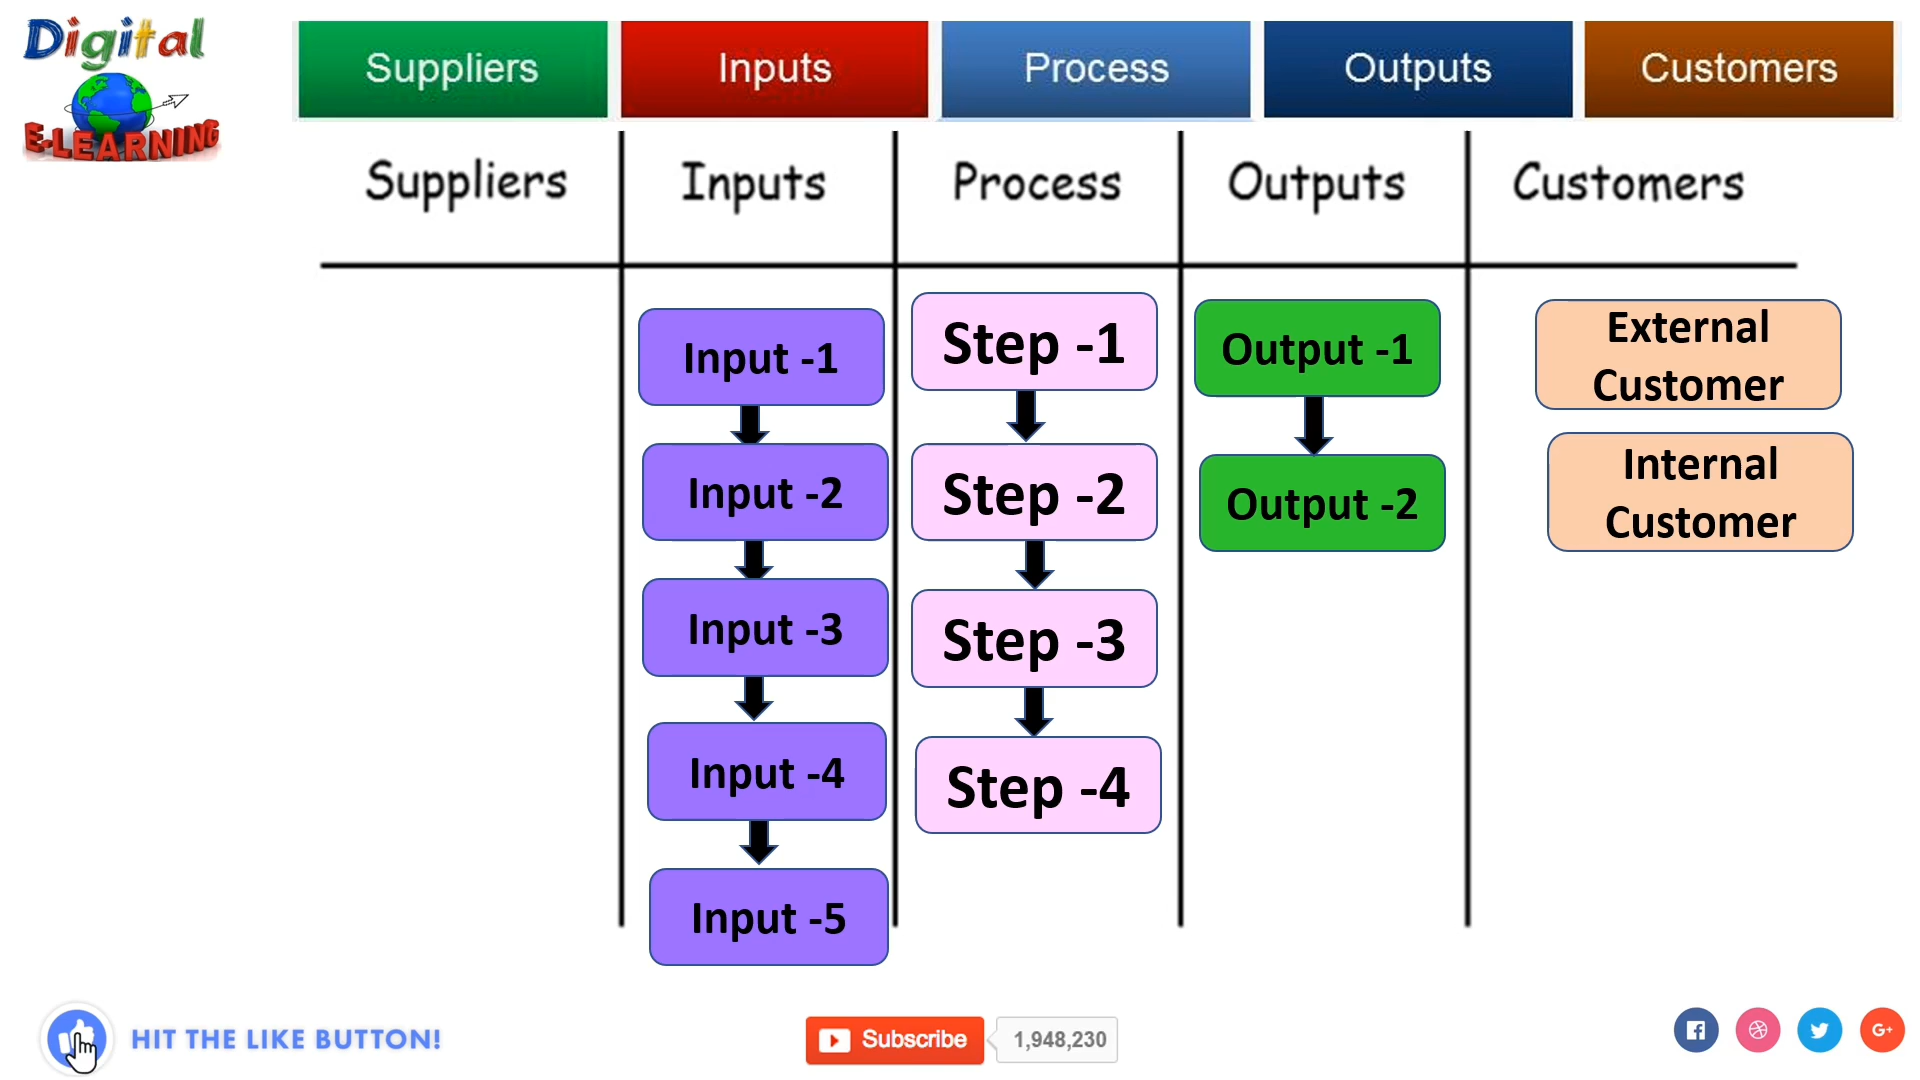 Digital
E-LEARNING
Suppliers
Inputs
Process
Outputs
Customers
Suppliers
Inputs
Process
Outputs
Customers
Input -1
Input -2
Input -3
Input -4
Input -5
Step -1
Step -2
Step -3
Step -4
Output -1
Output -2
External
Customer
Internal
Customer
HIT THE LIKE BUTTON!
Subscribe
1,948,230
G+